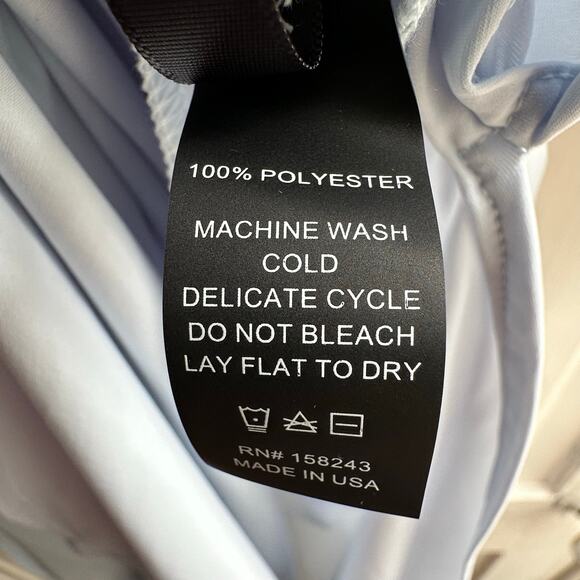 100% POLYESTER
MACHINE WASH
COLD
DELICATE CYCLE
DO NOT BLEACH
LAY FLAT TO DRY
RN# 158243
MADE IN USA